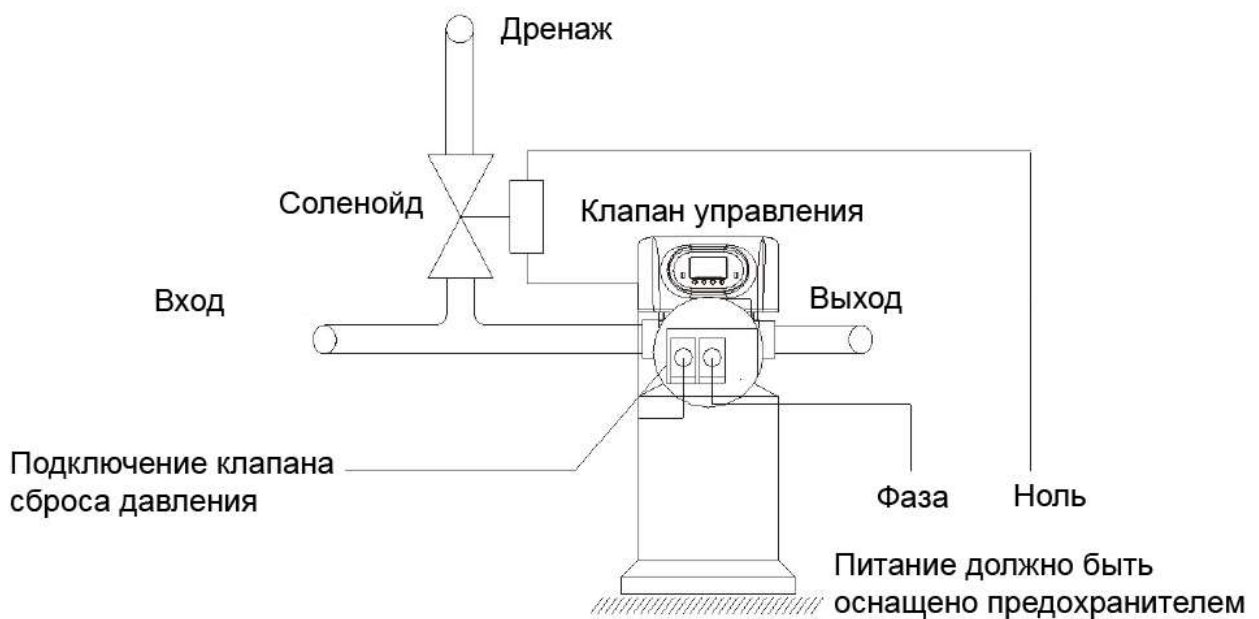 Дренаж
Соленойд
Клапан управления
Вход
Выход
Подключение клапана
сброса давления
Фаза
Ноль
Питание должно быть
оснащено предохранителем